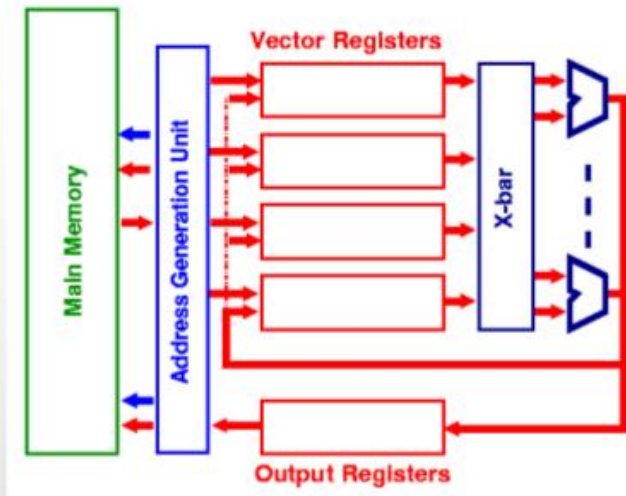 Vector Registers
Main Memory
Address Generation Unit
X-bar
Output Registers